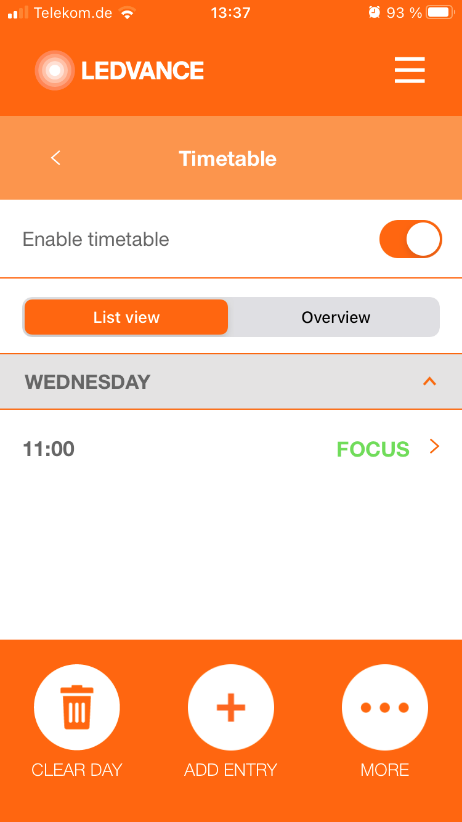 Telekom.de 13:37 93 %
LEDVANCE
Timetable
Enable timetable
List view Overview
WEDNESDAY
11:00 FOCUS
CLEAR DAY ADD ENTRY MORE